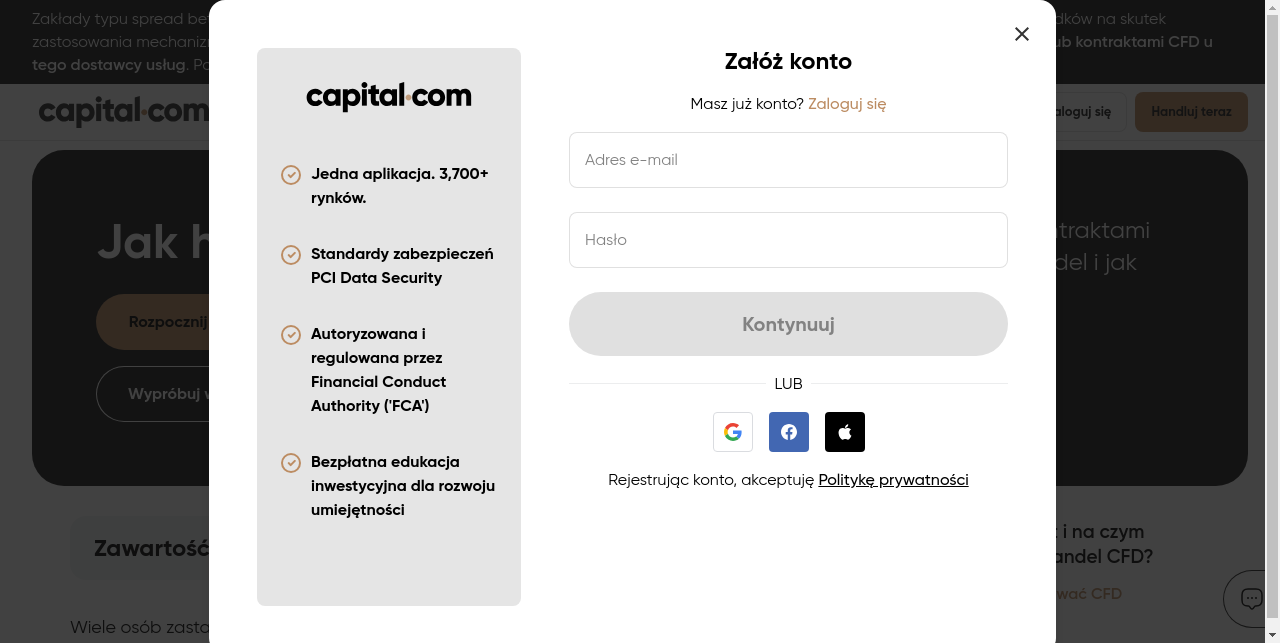 Zakłady typu spread bet
dków na skutek
zastosowania mechanizm
ub kontraktami CFD u
tego dostawcy usług. Po
capital.com
aloguj się
Handluj teraz
Jak h
traktami
del i jak
Rozpocznij
Wypróbuj w
Zawartość
i na czym
andel CFD?
wać CFD
Wiele osób zasta
capital.com
Jedna aplikacja. 3,700+
rynków.
Standardy zabezpieczeń
PCI Data Security
Autoryzowana i
regulowana przez
Financial Conduct
Authority ('FCA')
Bezpłatna edukacja
inwestycyjna dla rozwoju
umiejętności
Załóż konto
Masz już konto? Zaloguj się
Adres e-mail
Hasło
Kontynuuj
LUB
Rejestrując konto, akceptuję Politykę prywatności